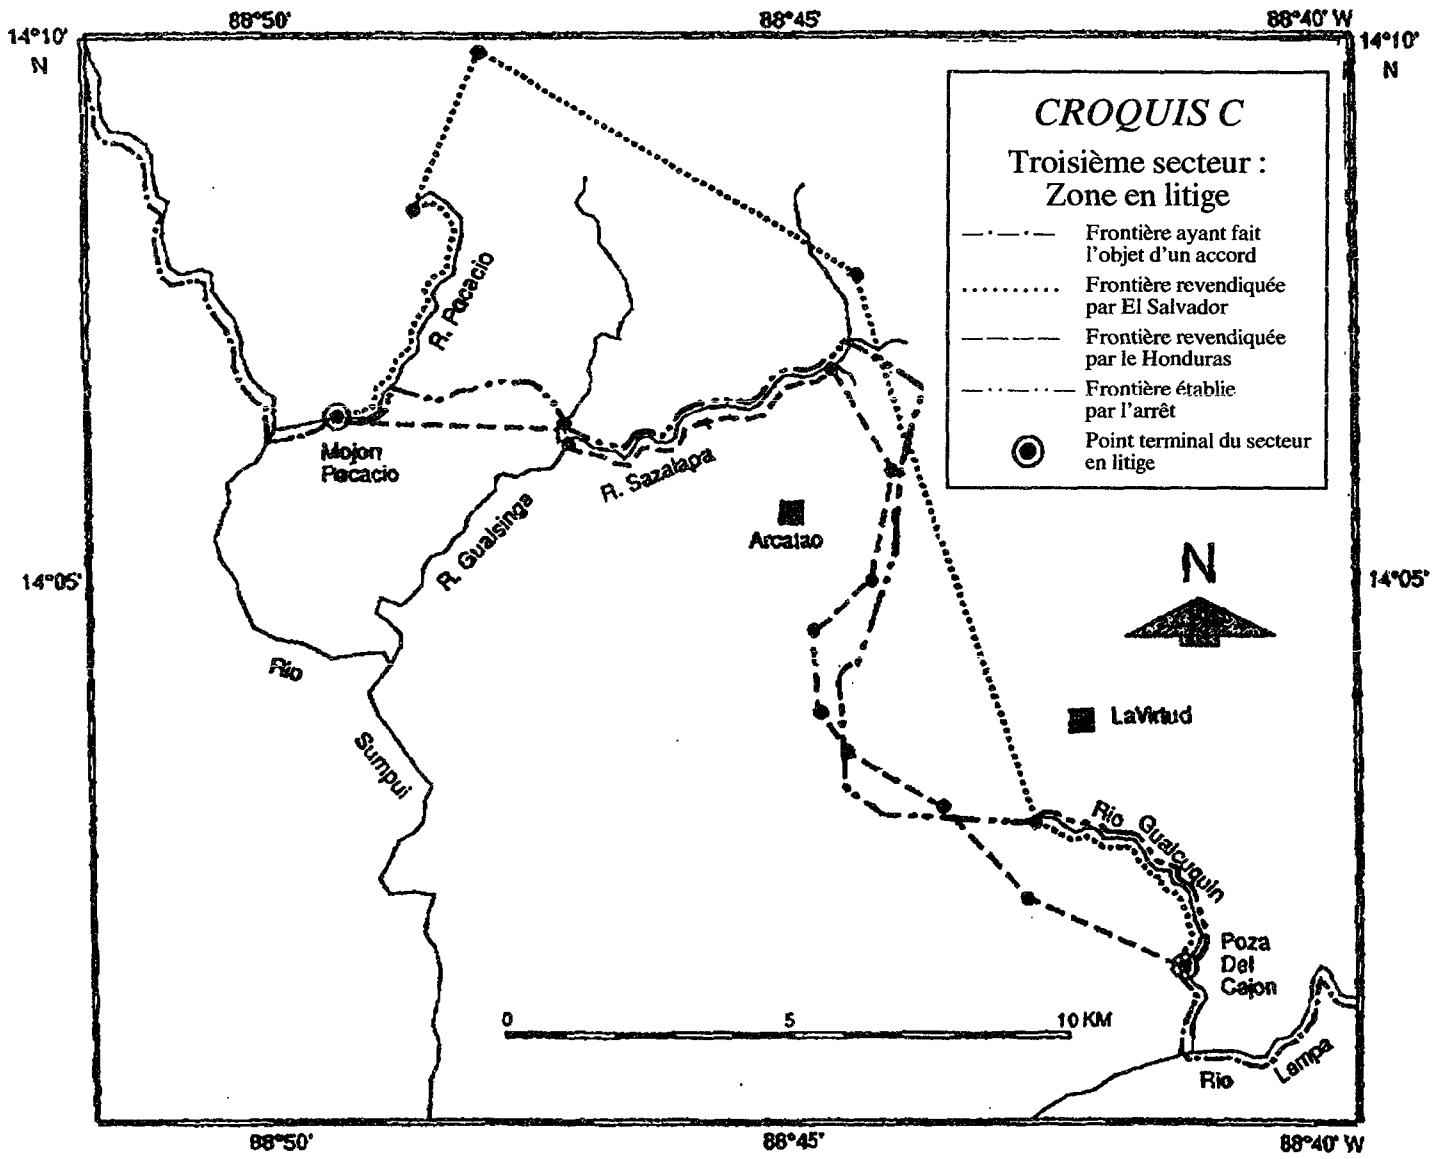 88°50' 88°45' 88°40' W
14°10' 14°10'
N N
CROQUIS C
Troisième secteur :
Zone en litige
Frontière ayant fait
l'objet d'un accord
Frontière revendiquée
par El Salvador
Frontière revendiquée
par le Honduras
Frontière établie
par l'arrêt
Point terminal du secteur
en litige
R. Pacacio
Mojon
Pacacio
R. Sazalapa
R. Gualsinga
Arcatao
N
14°05' 14°05'
Rio
Sumpul
La Virtud
Rio Gualcuquin
Poza
Del
Cajon
0 5 10 KM
Rio Lempa
88°50' 88°45' 88°40' W